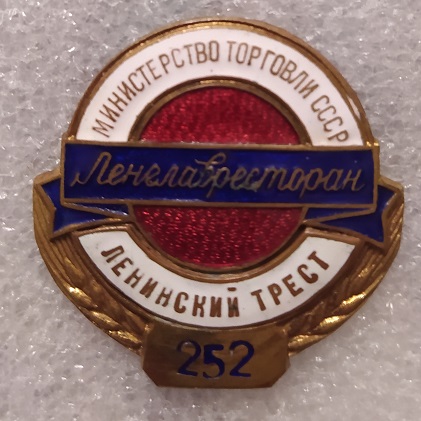 МИНИСТЕРСТВО ТОРГОВЛИ СССР
Ленглавресторан
ЛЕНИНСКИЙ ТРЕСТ
252